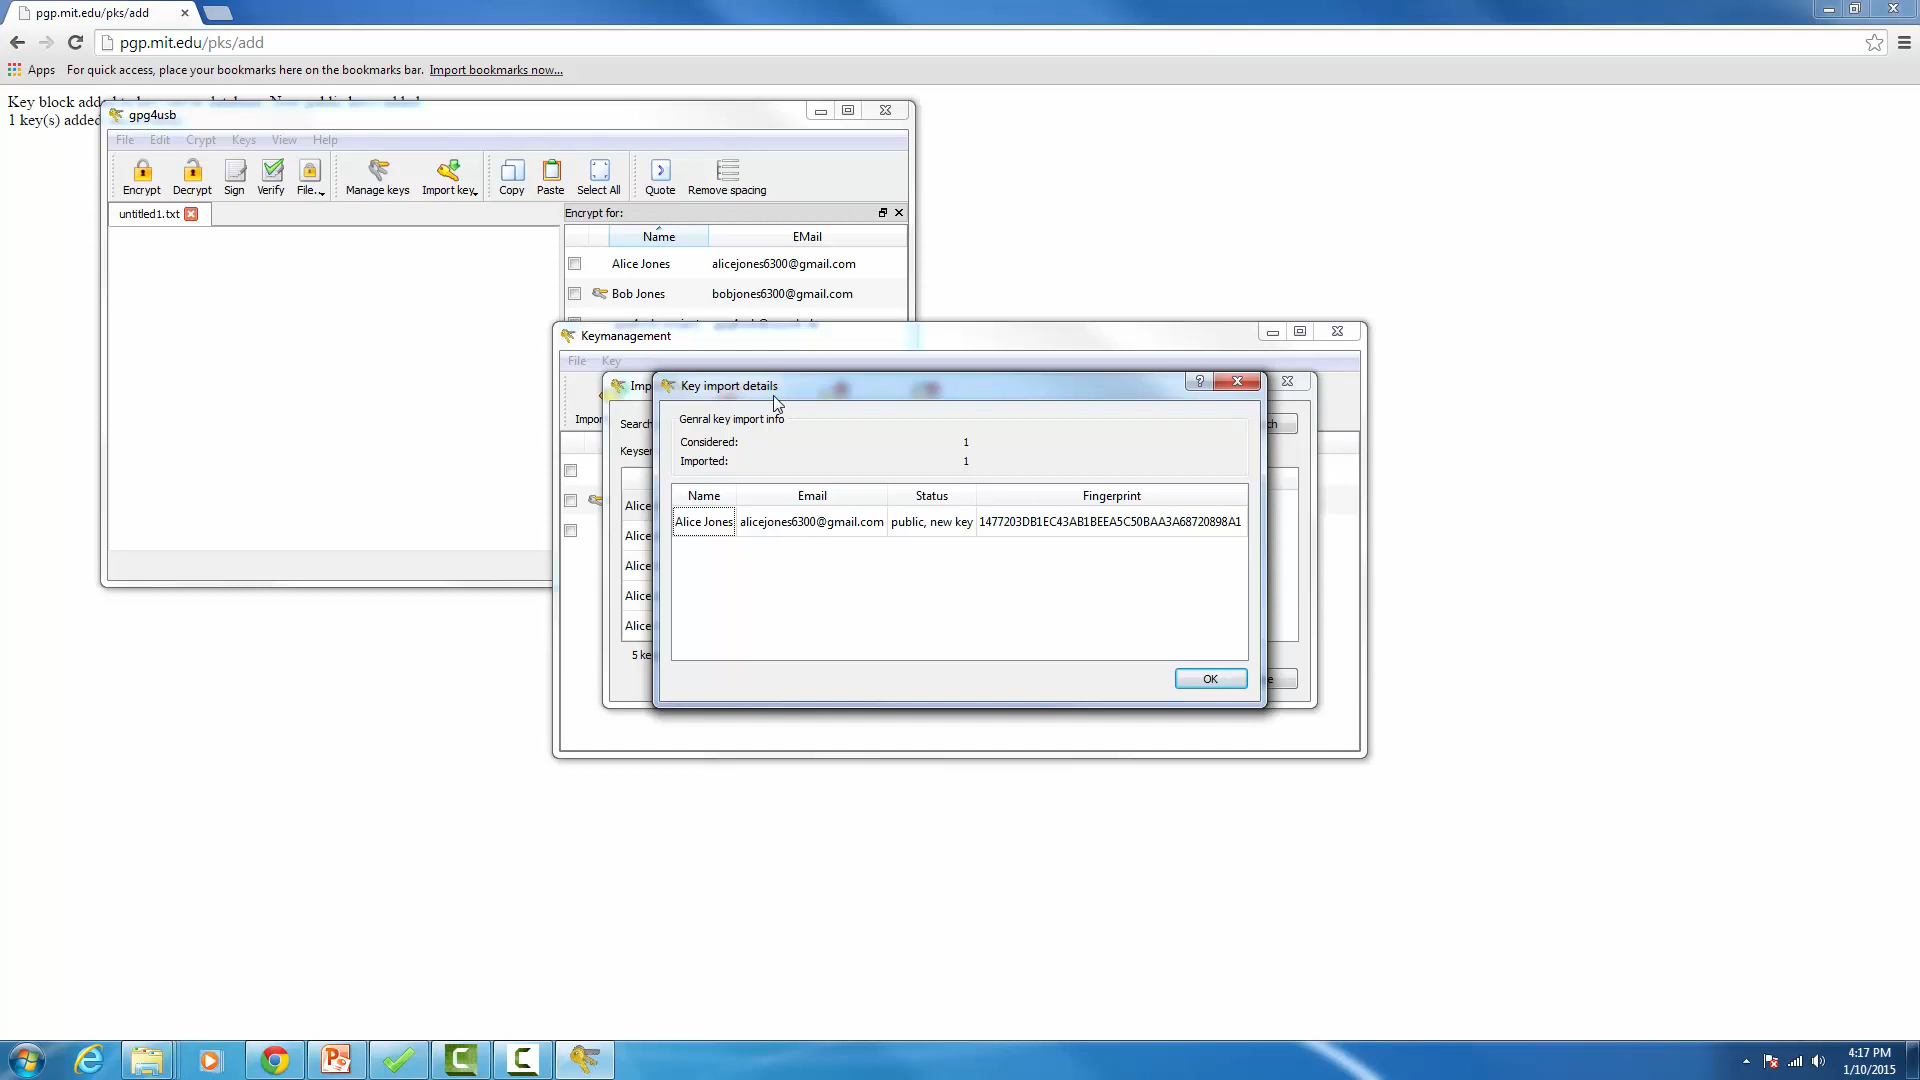 pgp.mit.edu/pks/add
pgp.mit.edu/pks/add
Apps For quick access, place your bookmarks here on the bookmarks bar. Import bookmarks now...
Key block added
1 key(s) added
gpg4usb
File Edit Crypt Keys View Help
Encrypt Decrypt Sign Verify File... Manage keys Import key Copy Paste Select All Quote Remove spacing
untitled1.txt
Encrypt for:
Name EMail
Alice Jones alicejones6300@gmail.com
Bob Jones bobjones6300@gmail.com
Keymanagement
File Key
Impor
Imp
Search
Keyser
Alice
Alice
Alice
Alice
Alice
5 ke
ch
e
Key import details
Genral key import info
Considered: 1
Imported: 1
Name Email Status Fingerprint
Alice Jones alicejones6300@gmail.com public, new key 1477203DB1EC43AB1BEEA5C50BAA3A68720898A1
OK
4:17 PM
1/10/2015